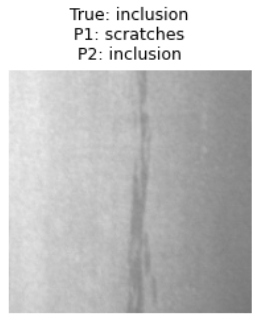 True: inclusion
P1: scratches
P2: inclusion